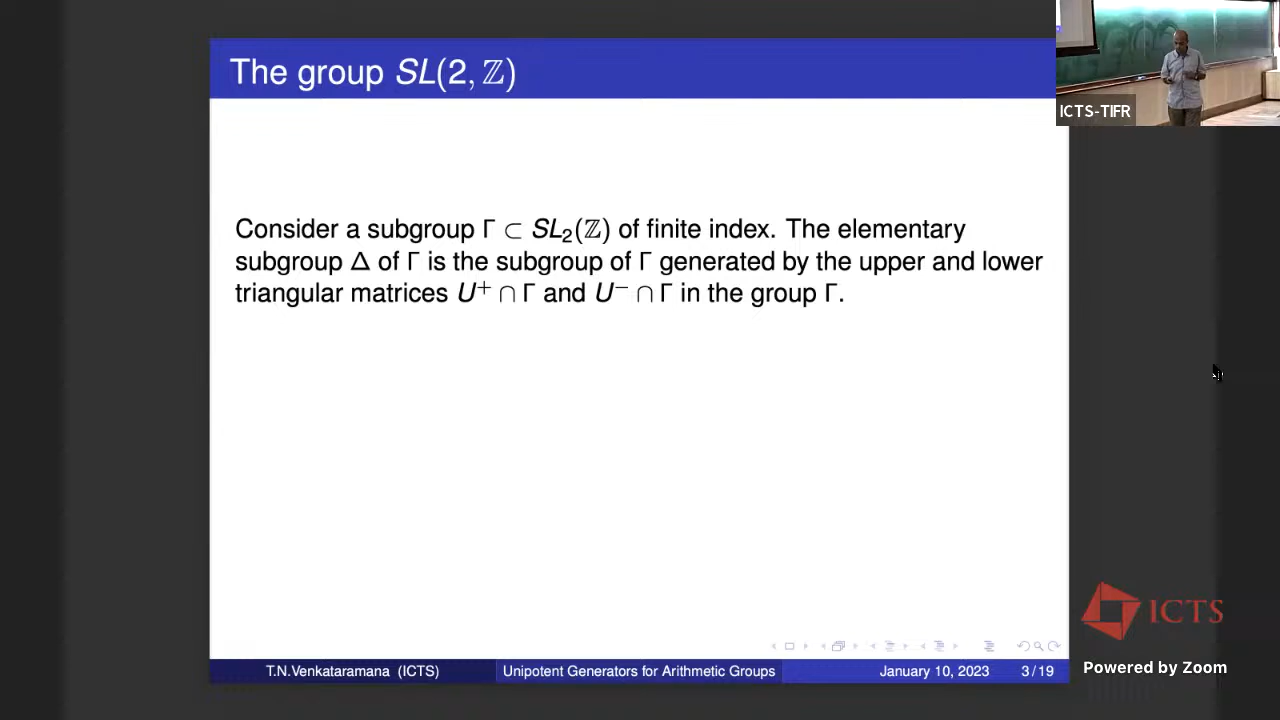 The group SL(2, ℤ)
ICTS-TIFR
Consider a subgroup Γ ⊂ SL₂(ℤ) of finite index. The elementary
subgroup Δ of Γ is the subgroup of Γ generated by the upper and lower
triangular matrices U⁺ ∩ Γ and U⁻ ∩ Γ in the group Γ.
ICTS
T.N.Venkataramana (ICTS)
Unipotent Generators for Arithmetic Groups
January 10, 2023
3 / 19
Powered by Zoom